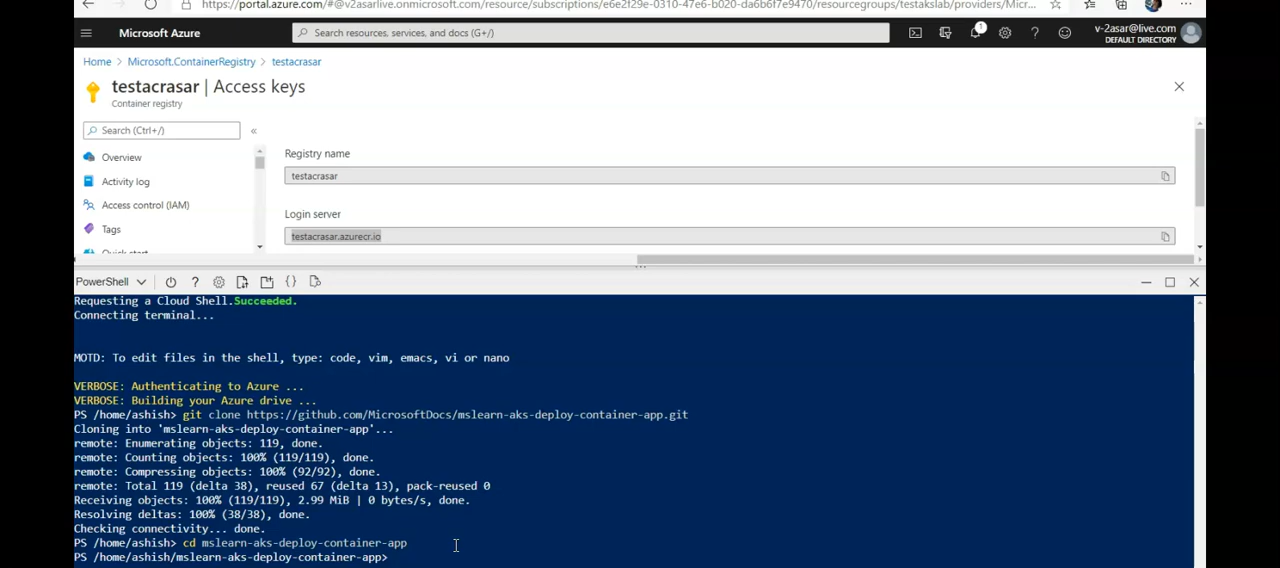 https://portal.azure.com/#@v2asarlive.onmicrosoft.com/resource/subscriptions/e6e2f29e-0310-47e6-b020-da6b6f7e9470/resourcegroups/testakslab/providers/Mic...
Microsoft Azure
Search resources, services, and docs (G+/)
1
v-2asar@live.com
DEFAULT DIRECTORY
Home > Microsoft.ContainerRegistry > testacrasar
testacrasar | Access keys
Container registry
Search (Ctrl+/)
«
Overview
Activity log
Access control (IAM)
Tags
Quick start
Registry name
testacrasar
Login server
testacrasar.azurecr.io
PowerShell
Requesting a Cloud Shell.Succeeded.
Connecting terminal...
MOTD: To edit files in the shell, type: code, vim, emacs, vi or nano
VERBOSE: Authenticating to Azure ...
VERBOSE: Building your Azure drive ...
PS /home/ashish> git clone https://github.com/MicrosoftDocs/mslearn-aks-deploy-container-app.git
Cloning into 'mslearn-aks-deploy-container-app'...
remote: Enumerating objects: 119, done.
remote: Counting objects: 100% (119/119), done.
remote: Compressing objects: 100% (92/92), done.
remote: Total 119 (delta 38), reused 67 (delta 13), pack-reused 0
Receiving objects: 100% (119/119), 2.99 MiB | 0 bytes/s, done.
Resolving deltas: 100% (38/38), done.
Checking connectivity... done.
PS /home/ashish> cd mslearn-aks-deploy-container-app
PS /home/ashish/mslearn-aks-deploy-container-app>